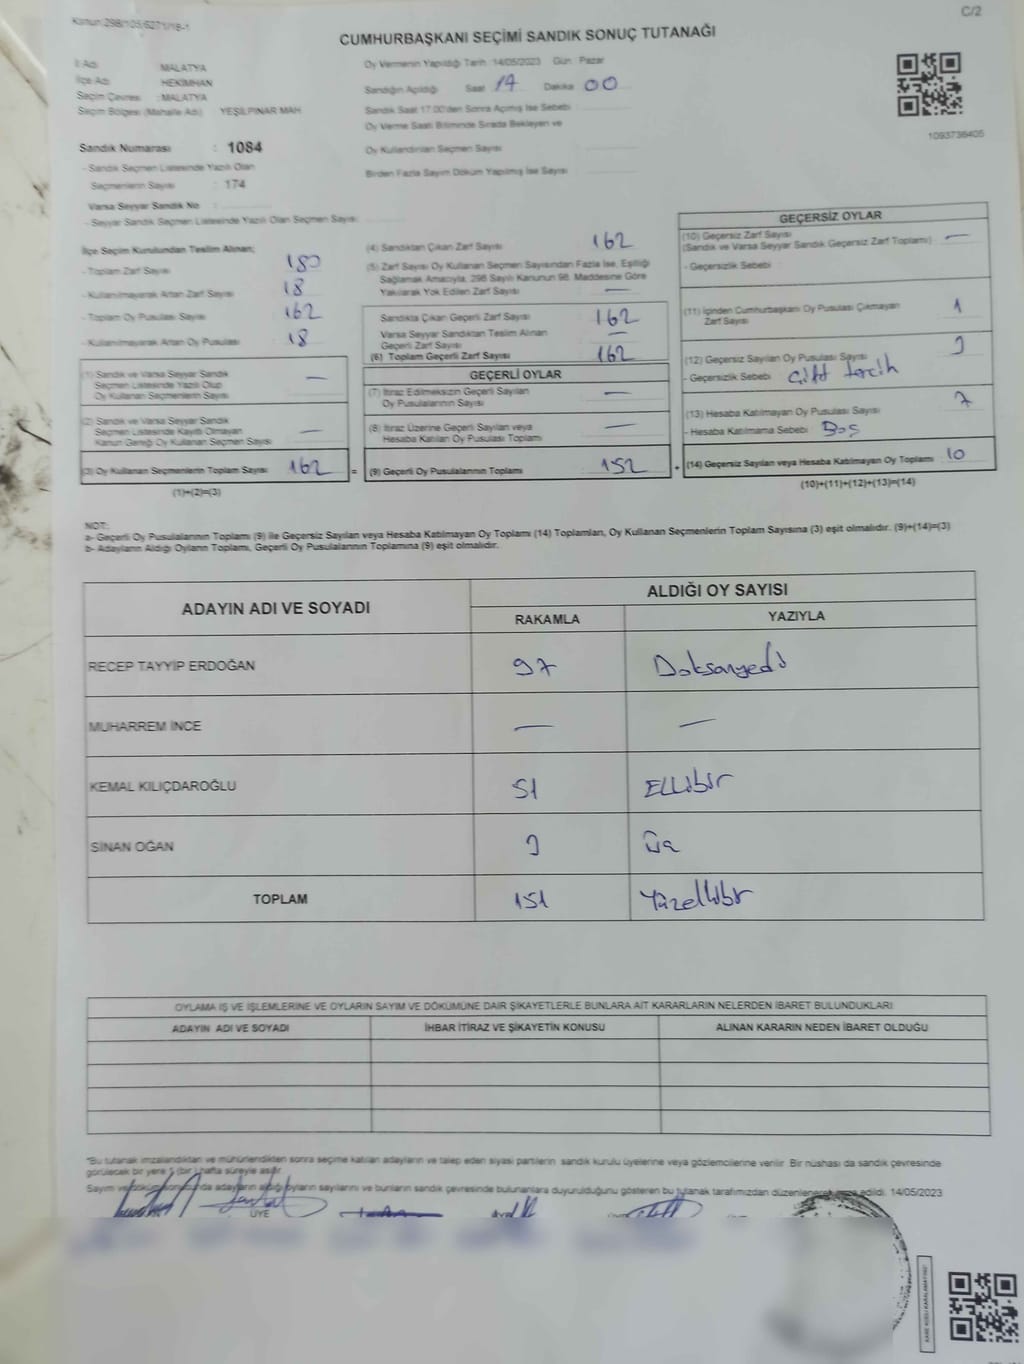 Kanun:298/105;6271/18-1
C/2
CUMHURBAŞKANI SEÇİMİ SANDIK SONUÇ TUTANAĞI
İl Adı : MALATYA
İlçe Adı : HEKİMHAN
Seçim Çevresi : MALATYA
Seçim Bölgesi (Mahalle Adı) : YEŞİLPINAR MAH.
Sandık Numarası : 1084
- Sandık Seçmen Listesinde Yazılı Olan
Seçmenlerin Sayısı : 174
Varsa Seyyar Sandık No :
- Seyyar Sandık Seçmen Listesinde Yazılı Olan Seçmen Sayısı
Oy Vermenin Yapıldığı Tarih :14/05/2023 Gün : Pazar
Sandığın Açıldığı Saat 17 Dakika 00
Sandık Saat 17:00'den Sonra Açılmış İse Sebebi
Oy Verme Saati Bitiminde Sırada Bekleyen ve
Oy Kullandırılan Seçmen Sayısı
Birden Fazla Sayım Döküm Yapılmış İse Sayısı
1093736405
İlçe Seçim Kurulundan Teslim Alınan;
- Toplam Zarf Sayısı 180
- Kullanılmayarak Artan Zarf Sayısı 18
- Toplam Oy Pusulası Sayısı 162
- Kullanılmayarak Artan Oy Pusulası 18
(1) Sandık ve Varsa Seyyar Sandık
Seçmen Listesinde Yazılı Olup
Oy Kullanan Seçmenlerin Sayısı —
(2) Sandık ve Varsa Seyyar Sandık
Seçmen Listesinde Kayıtlı Olmayan
Kanun Gereği Oy Kullanan Seçmen Sayısı —
(3) Oy Kullanan Seçmenlerin Toplam Sayısı 162 =
(1)+(2)=(3)
(4) Sandıktan Çıkan Zarf Sayısı 162
(5) Zarf Sayısı Oy Kullanan Seçmen Sayısından Fazla İse, Eşitliği
Sağlamak Amacıyla, 298 Sayılı Kanunun 98. Maddesine Göre
Yakılarak Yok Edilen Zarf Sayısı —
Sandıkta Çıkan Geçerli Zarf Sayısı 162
Varsa Seyyar Sandıktan Teslim Alınan
Geçerli Zarf Sayısı —
(6) Toplam Geçerli Zarf Sayısı 162
GEÇERLİ OYLAR
(7) İtiraz Edilmeksizin Geçerli Sayılan
Oy Pusulalarının Sayısı —
(8) İtiraz Üzerine Geçerli Sayılan veya
Hesaba Katılan Oy Pusulası Toplamı —
(9) Geçerli Oy Pusulalarının Toplamı 152 +
GEÇERSİZ OYLAR
(10) Geçersiz Zarf Sayısı
(Sandık ve Varsa Seyyar Sandık Geçersiz Zarf Toplamı) —
- Geçersizlik Sebebi
(11) İçinden Cumhurbaşkanı Oy Pusulası Çıkmayan
Zarf Sayısı 1
(12) Geçersiz Sayılan Oy Pusulası Sayısı
- Geçersizlik Sebebi Çift tercih
(13) Hesaba Katılmayan Oy Pusulası Sayısı 7
- Hesaba Katılmama Sebebi Boş
(14) Geçersiz Sayılan veya Hesaba Katılmayan Oy Toplamı 10
(10)+(11)+(12)+(13)=(14)
NOT:
a- Geçerli Oy Pusulalarının Toplamı (9) ile Geçersiz Sayılan veya Hesaba Katılmayan Oy Toplamı (14) Toplamları, Oy Kullanan Seçmenlerin Toplam Sayısına (3) eşit olmalıdır. (9)+(14)=(3)
b- Adayların Aldığı Oyların Toplamı, Geçerli Oy Pusulalarının Toplamına (9) eşit olmalıdır.
ADAYIN ADI VE SOYADI
ALDIĞI OY SAYISI
RAKAMLA YAZIYLA
RECEP TAYYİP ERDOĞAN 97 Doksanyedi
MUHARREM İNCE — —
KEMAL KILIÇDAROĞLU 51 Ellibir
SİNAN OĞAN 3 Üç
TOPLAM 151 Yüzellibir
OYLAMA İŞ VE İŞLEMLERİNE VE OYLARIN SAYIM VE DÖKÜMÜNE DAİR ŞİKAYETLERLE BUNLARA AİT KARARLARIN NELERDEN İBARET BULUNDUKLARI
ADAYIN ADI VE SOYADI İHBAR İTİRAZ VE ŞİKAYETİN KONUSU ALINAN KARARIN NEDEN İBARET OLDUĞU
"Bu tutanak imzalandıktan ve mühürlendikten sonra seçime katılan adayların ve talep eden siyasi partilerin sandık kurulu üyelerine veya gözlemcilerine verilir. Bir nüshası da sandık çevresinde
görülecek bir yere 1 (bir) hafta süreyle asılır.
Sayım ve döküm sonucunda adayların aldığı oyların sayılarını ve bunların sandık çevresinde bulunanlara duyurulduğunu gösteren bu tutanak tarafımızdan edildi. 14/05/2023
ÜYE